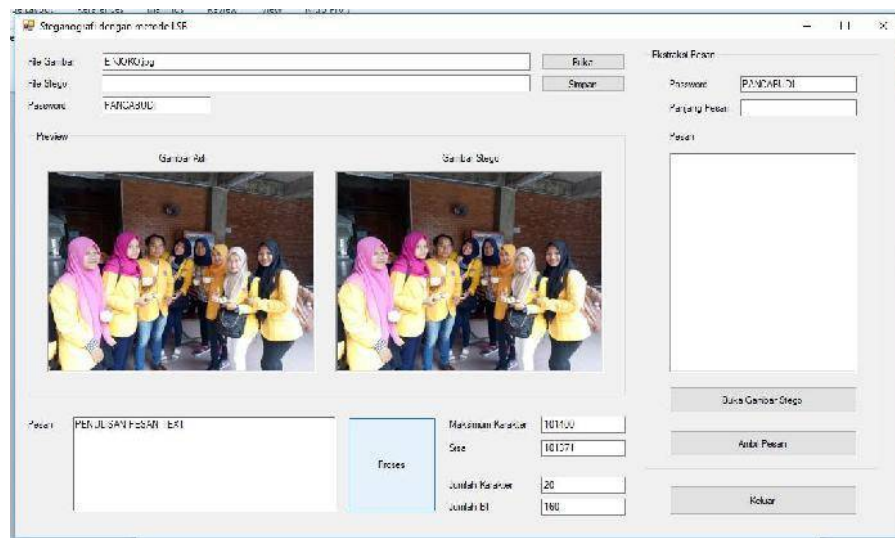 Steganografi dengan metode LSB
File Gambar
Buka
File Stego
Simpan
Password PANCABUDI
Preview
Gambar Asli
Gambar Stego
Pesan PENULISAN PESAN TEXT
Proses
Maksimum Karakter 101400
Sisa
Jumlah Karakter 20
Jumlah BIT 160
Ekstraksi Pesan
Password PANCABUDI
Panjang Pesan
Pesan
Buka Gambar Stego
Ambil Pesan
Keluar